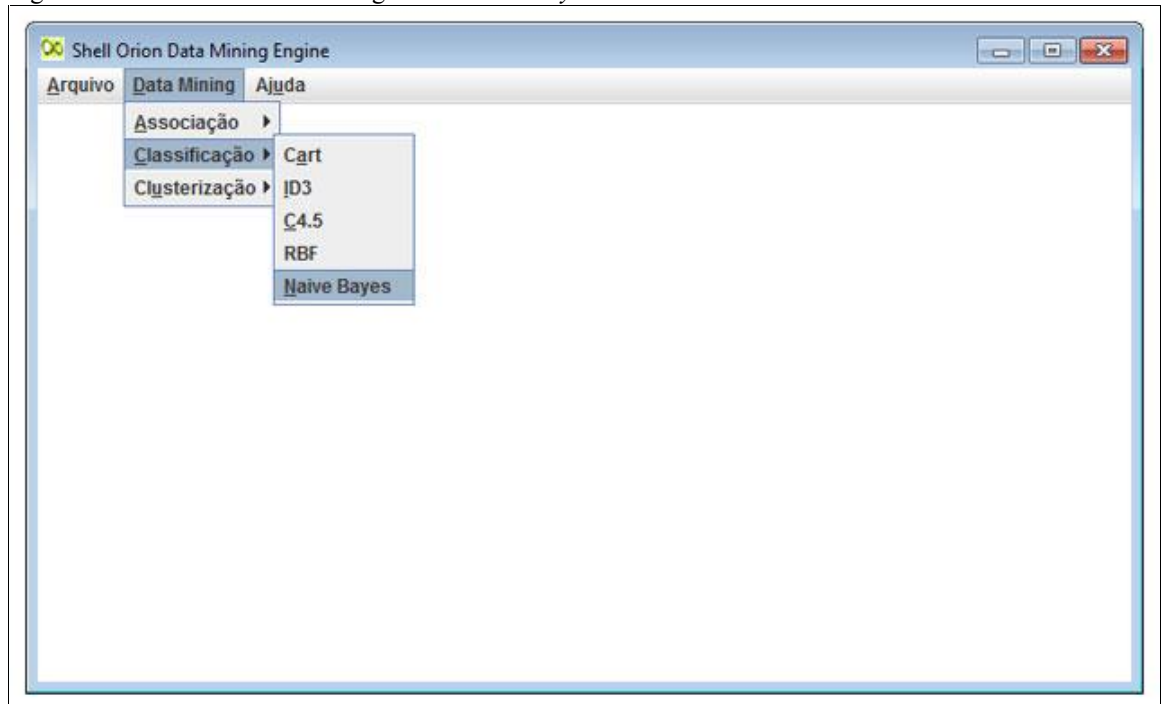 Shell Orion Data Mining Engine
Arquivo Data Mining Ajuda
Associação
Classificação Cart
Clusterização ID3
C4.5
RBF
Naive Bayes